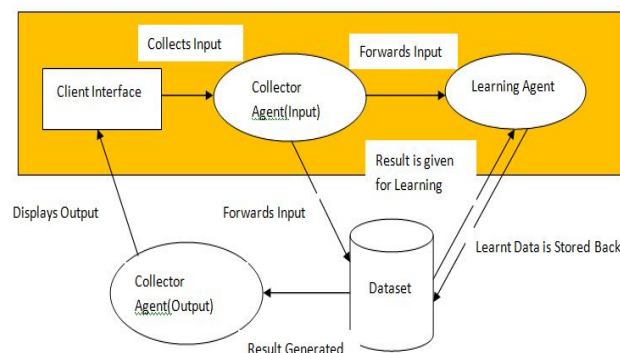 Collects Input
Forwards Input
Client Interface
Collector
Agent(Input)
Learning Agent
Result is given
for Learning
Displays Output
Forwards Input
Learnt Data is Stored Back
Collector
Agent(Output)
Dataset
Result Generated